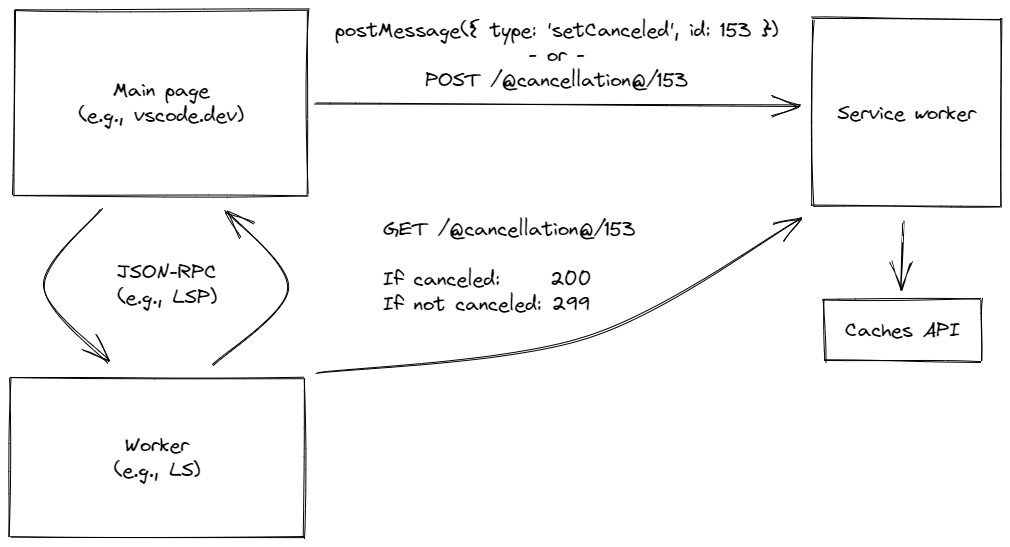 postMessage({ type: 'setCanceled', id: 153 })
- or -
POST /@cancellation@/153
Main page
(e.g., vscode.dev)
Service worker
GET /@cancellation@/153
If canceled: 200
If not canceled: 299
JSON-RPC
(e.g., LSP)
Caches API
Worker
(e.g., LS)